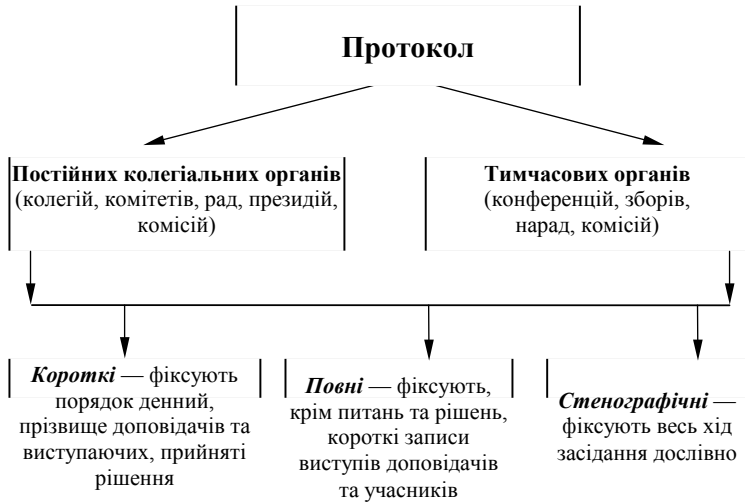 Протокол
Постійних колегіальних органів
(колегій, комітетів, рад, президій,
комісій)
Тимчасових органів
(конференцій, зборів,
нарад, комісій)
Короткі — фіксують
порядок денний,
прізвище доповідачів та
виступаючих, прийняті
рішення
Повні — фіксують,
крім питань та рішень,
короткі записи
виступів доповідачів
та учасників
Стенографічні —
фіксують весь хід
засідання дослівно